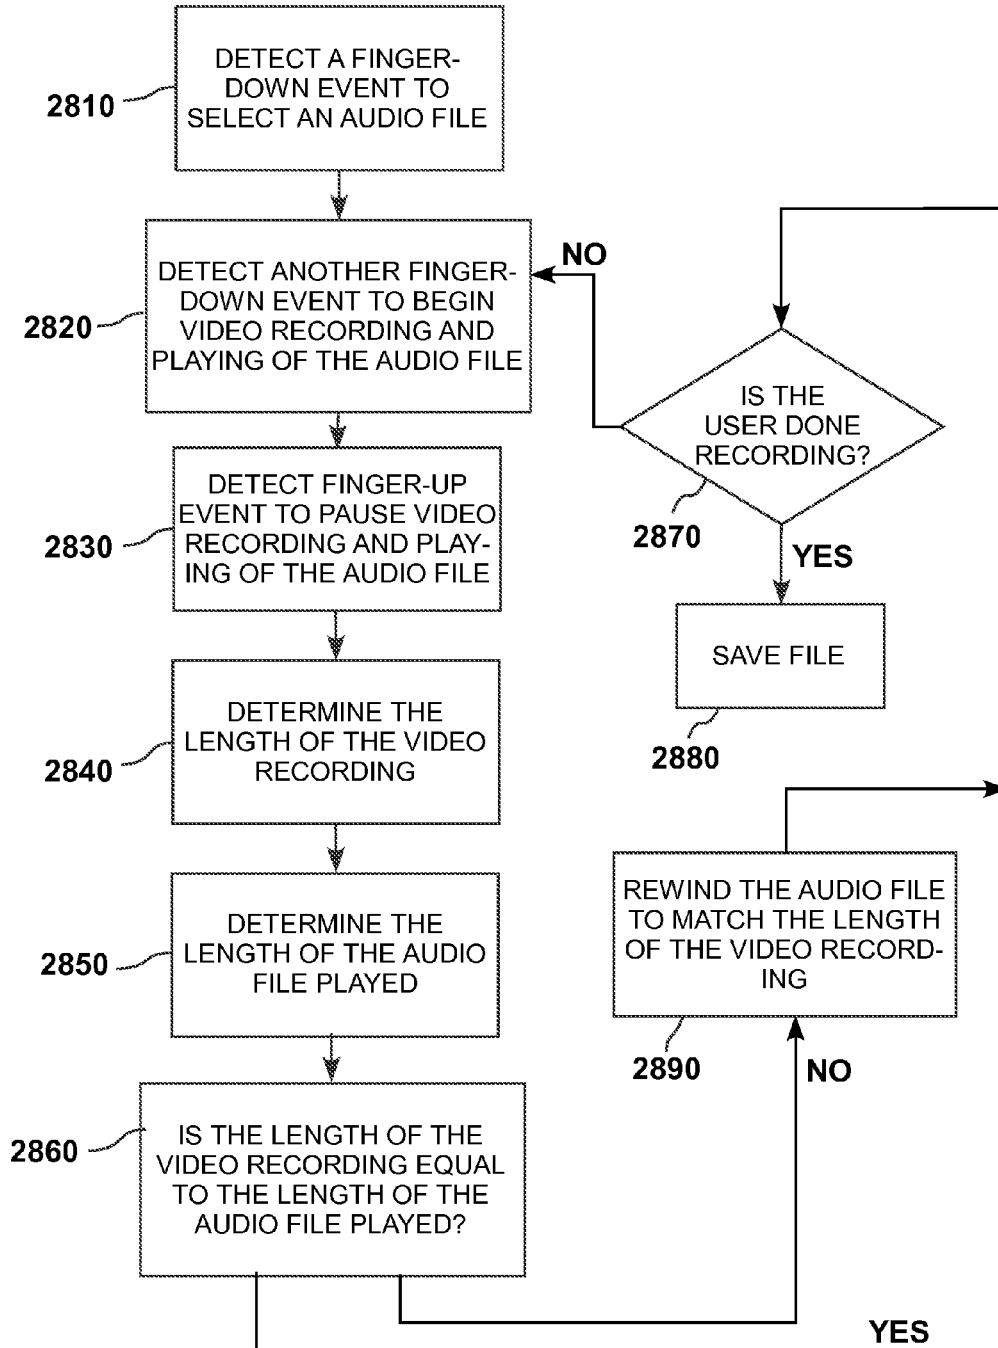 DETECT A FINGER-
DOWN EVENT TO
SELECT AN AUDIO FILE
2810
DETECT ANOTHER FINGER-
DOWN EVENT TO BEGIN
VIDEO RECORDING AND
PLAYING OF THE AUDIO FILE
2820
NO
DETECT FINGER-UP
EVENT TO PAUSE VIDEO
RECORDING AND PLAY-
ING OF THE AUDIO FILE
2830
DETERMINE THE
LENGTH OF THE VIDEO
RECORDING
2840
DETERMINE THE
LENGTH OF THE AUDIO
FILE PLAYED
2850
IS THE LENGTH OF THE
VIDEO RECORDING EQUAL
TO THE LENGTH OF THE
AUDIO FILE PLAYED?
2860
IS THE
USER DONE
RECORDING?
2870
YES
SAVE FILE
2880
REWIND THE AUDIO FILE
TO MATCH THE LENGTH
OF THE VIDEO RECORD-
ING
2890
NO
YES